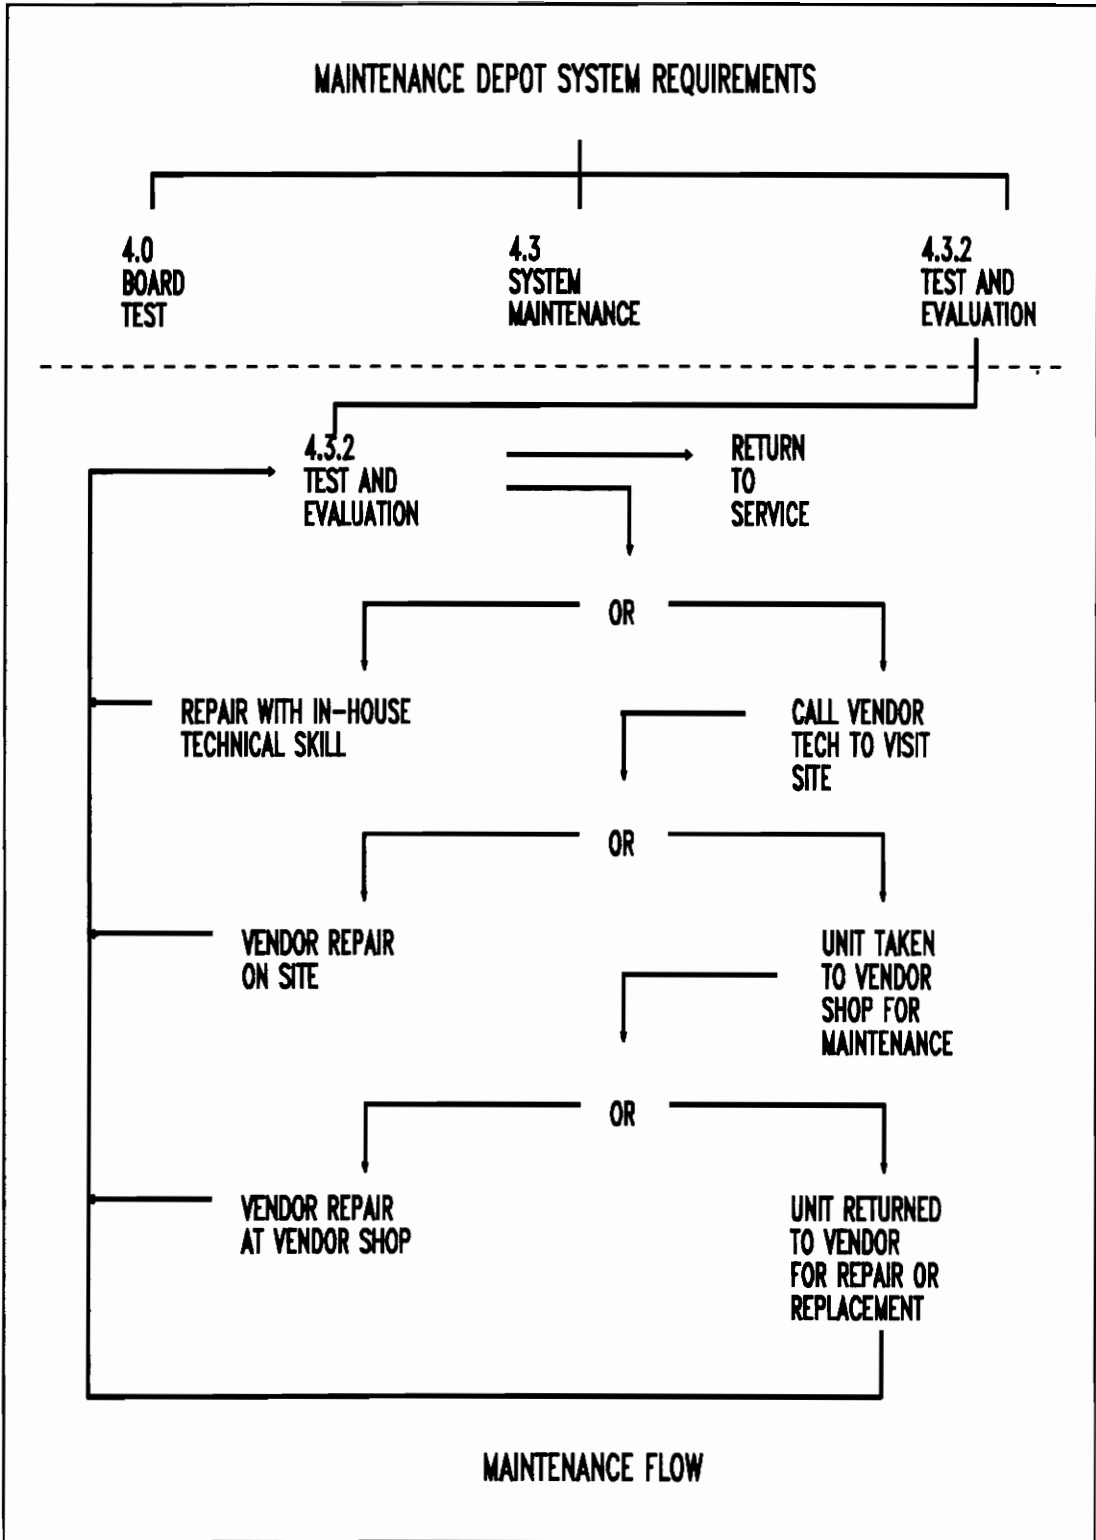 MAINTENANCE DEPOT SYSTEM REQUIREMENTS
4.0
BOARD
TEST
4.3
SYSTEM
MAINTENANCE
4.3.2
TEST AND
EVALUATION
4.3.2
TEST AND
EVALUATION
RETURN
TO
SERVICE
OR
REPAIR WITH IN-HOUSE
TECHNICAL SKILL
CALL VENDOR
TECH TO VISIT
SITE
OR
VENDOR REPAIR
ON SITE
UNIT TAKEN
TO VENDOR
SHOP FOR
MAINTENANCE
OR
VENDOR REPAIR
AT VENDOR SHOP
UNIT RETURNED
TO VENDOR
FOR REPAIR OR
REPLACEMENT
MAINTENANCE FLOW